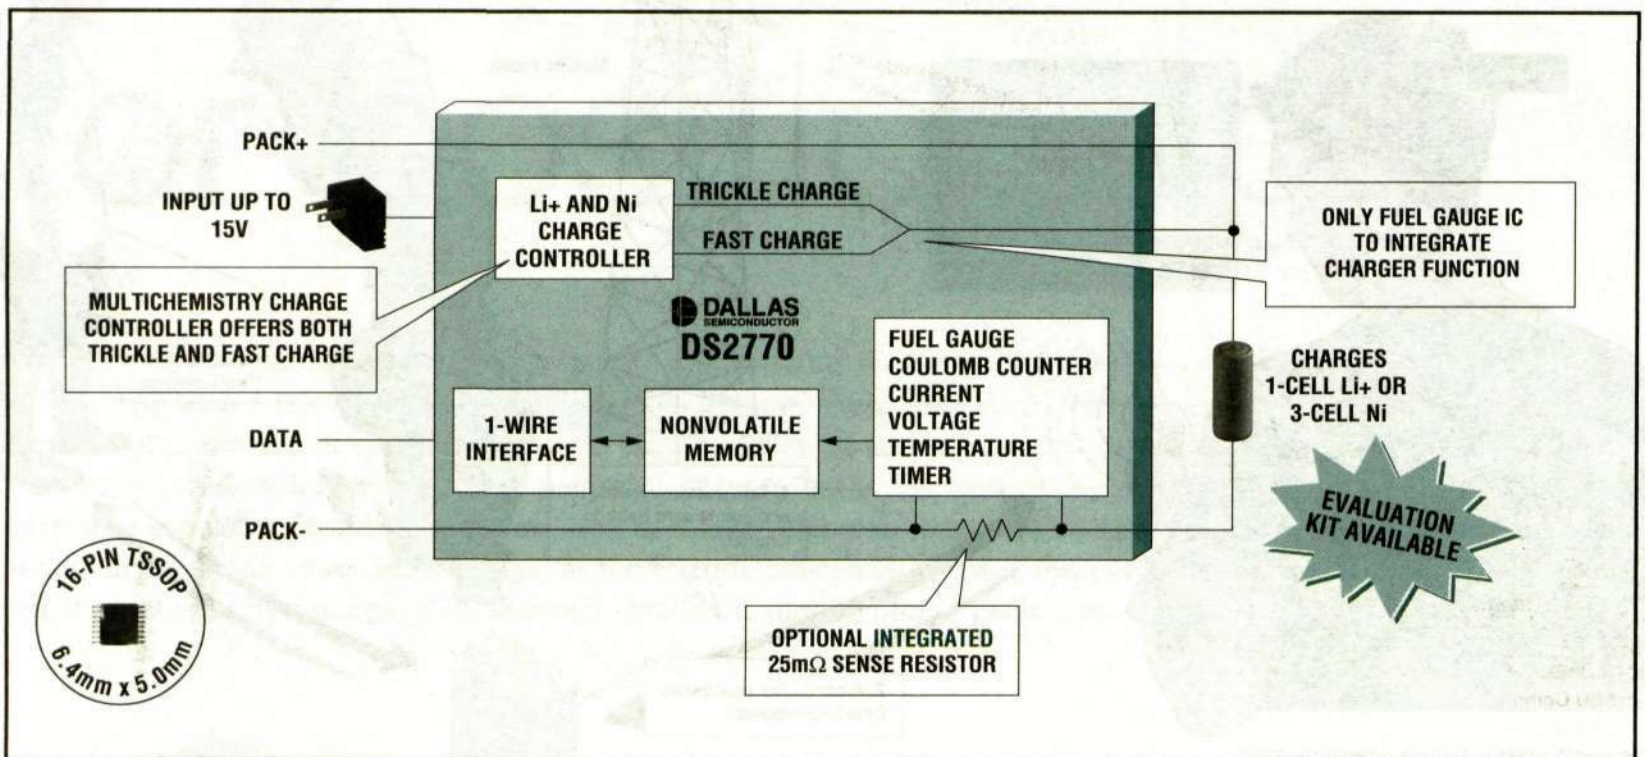 PACK+
INPUT UP TO
15V
Li+ AND Ni
CHARGE
CONTROLLER
TRICKLE CHARGE
FAST CHARGE
ONLY FUEL GAUGE IC
TO INTEGRATE
CHARGER FUNCTION
MULTICHEMISTRY CHARGE
CONTROLLER OFFERS BOTH
TRICKLE AND FAST CHARGE
DALLAS
SEMICONDUCTOR
DS2770
FUEL GAUGE
COULOMB COUNTER
CURRENT
VOLTAGE
TEMPERATURE
TIMER
CHARGES
1-CELL Li+ OR
3-CELL Ni
DATA
1-WIRE
INTERFACE
NONVOLATILE
MEMORY
PACK-
EVALUATION
KIT AVAILABLE
16-PIN TSSOP
6.4mm x 5.0mm
OPTIONAL INTEGRATED
25mΩ SENSE RESISTOR